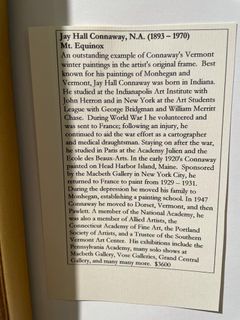 Jay Hall Connaway, N.A. (1893 – 1970)
Mt. Equinox
An outstanding example of Connaway's Vermont
winter paintings in the artist's original frame. Best
known for his paintings of Monhegan and
Vermont, Jay Hall Connaway was born in Indiana.
He studied at the Indianapolis Art Institute with
John Herron and in New York at the Art Students
League with George Bridgman and William Merritt
Chase. During World War I he volunteered and
was sent to France; following an injury, he
continued to aid the war effort as a cartographer
and medical draughtsman. Staying on after the war,
he studied in Paris at the Academy Julien and the
Ecole des Beaux-Arts. In the early 1920's Connaway
painted on Head Harbor Island, Maine. Sponsored
by the Macbeth Gallery in New York City, he
returned to France to paint from 1929 – 1931.
During the depression he moved his family to
Monhegan, establishing a painting school. In 1947
Connaway he moved to Dorset, Vermont, and then
Pawlett. A member of the National Academy, he
was also a member of Allied Artists, the
Connecticut Academy of Fine Art, the Portland
Society of Artists, and a Trustee of the Southern
Vermont Art Center. His exhibitions include the
Pennsylvania Academy, many solo shows at
Macbeth Gallery, Vose Galleries, Grand Central
Gallery, and many many more. $3600